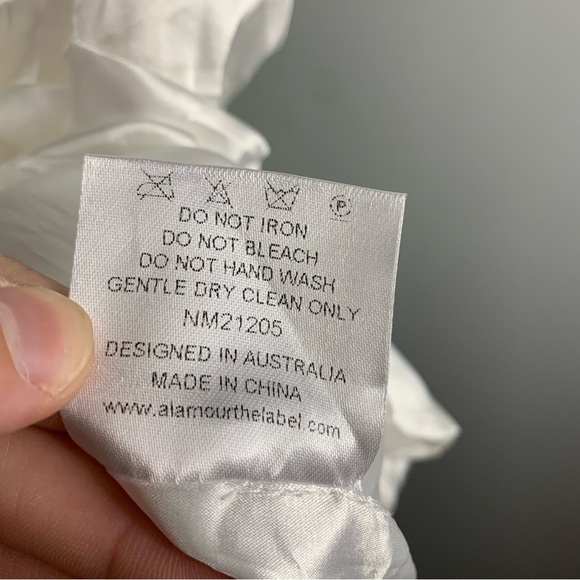 P
DO NOT IRON
DO NOT BLEACH
DO NOT HAND WASH
GENTLE DRY CLEAN ONLY
NM21205
DESIGNED IN AUSTRALIA
MADE IN CHINA
www.alamourthelabel.com